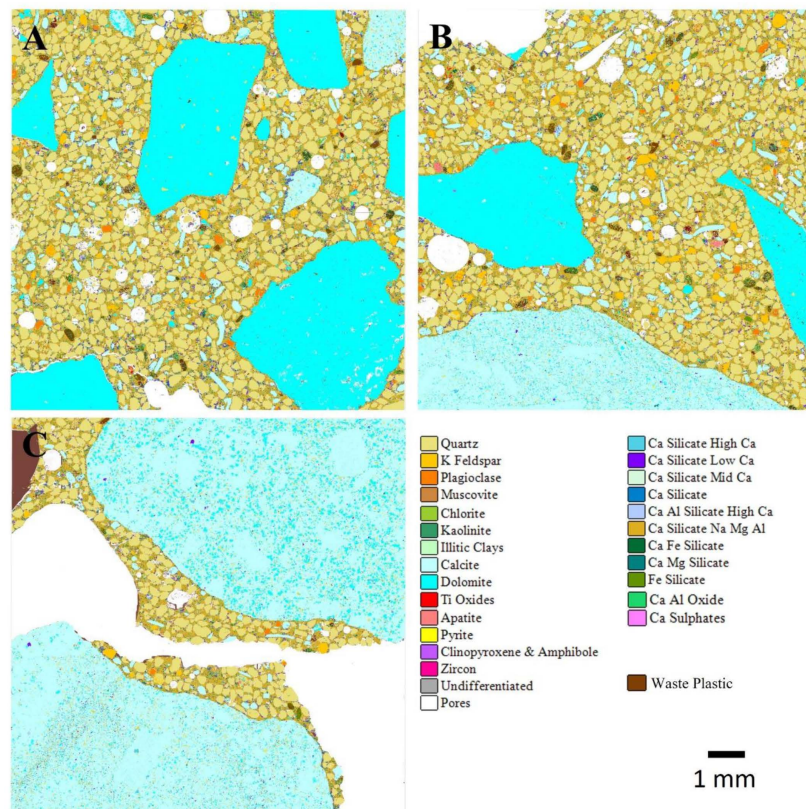 A
B
C
Quartz
K Feldspar
Plagioclase
Muscovite
Chlorite
Kaolinite
Illitic Clays
Calcite
Dolomite
Ti Oxides
Apatite
Pyrite
Clinopyroxene & Amphibole
Zircon
Undifferentiated
Pores
Ca Silicate High Ca
Ca Silicate Low Ca
Ca Silicate Mid Ca
Ca Silicate
Ca Al Silicate High Ca
Ca Silicate Na Mg Al
Ca Fe Silicate
Ca Mg Silicate
Fe Silicate
Ca Al Oxide
Ca Sulphates
Waste Plastic
1 mm